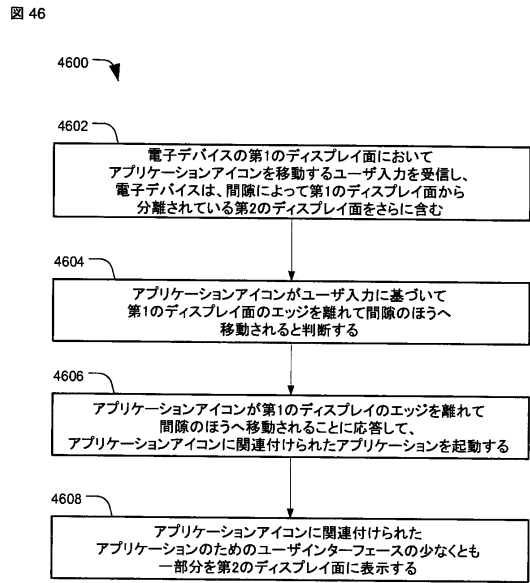 図 46
4600
4602
電子デバイスの第1のディスプレイ面において
アプリケーションアイコンを移動するユーザ入力を受信し、
電子デバイスは、間隙によって第1のディスプレイ面から
分離されている第2のディスプレイ面をさらに含む
4604
アプリケーションアイコンがユーザ入力に基づいて
第1のディスプレイ面のエッジを離れて間隙のほうへ
移動されると判断する
4606
アプリケーションアイコンが第1のディスプレイのエッジを離れて
間隙のほうへ移動されることに応答して、
アプリケーションアイコンに関連付けられたアプリケーションを起動する
4608
アプリケーションアイコンに関連付けられた
アプリケーションのためのユーザインターフェースの少なくとも
一部分を第2のディスプレイ面に表示する